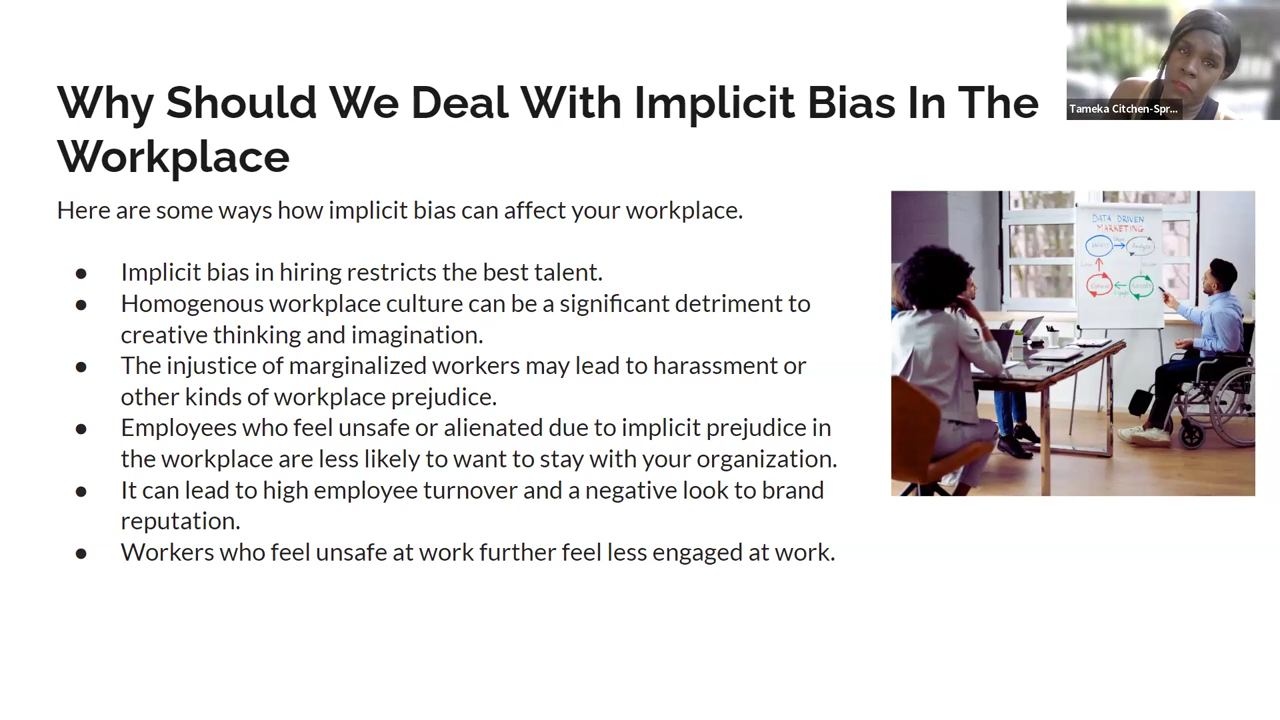 Why Should We Deal With Implicit Bias In The
Workplace
Tameka Citchen-Spr...
Here are some ways how implicit bias can affect your workplace.
● Implicit bias in hiring restricts the best talent.
● Homogenous workplace culture can be a significant detriment to
creative thinking and imagination.
● The injustice of marginalized workers may lead to harassment or
other kinds of workplace prejudice.
● Employees who feel unsafe or alienated due to implicit prejudice in
the workplace are less likely to want to stay with your organization.
● It can lead to high employee turnover and a negative look to brand
reputation.
● Workers who feel unsafe at work further feel less engaged at work.
DATA DRIVEN
MARKETING